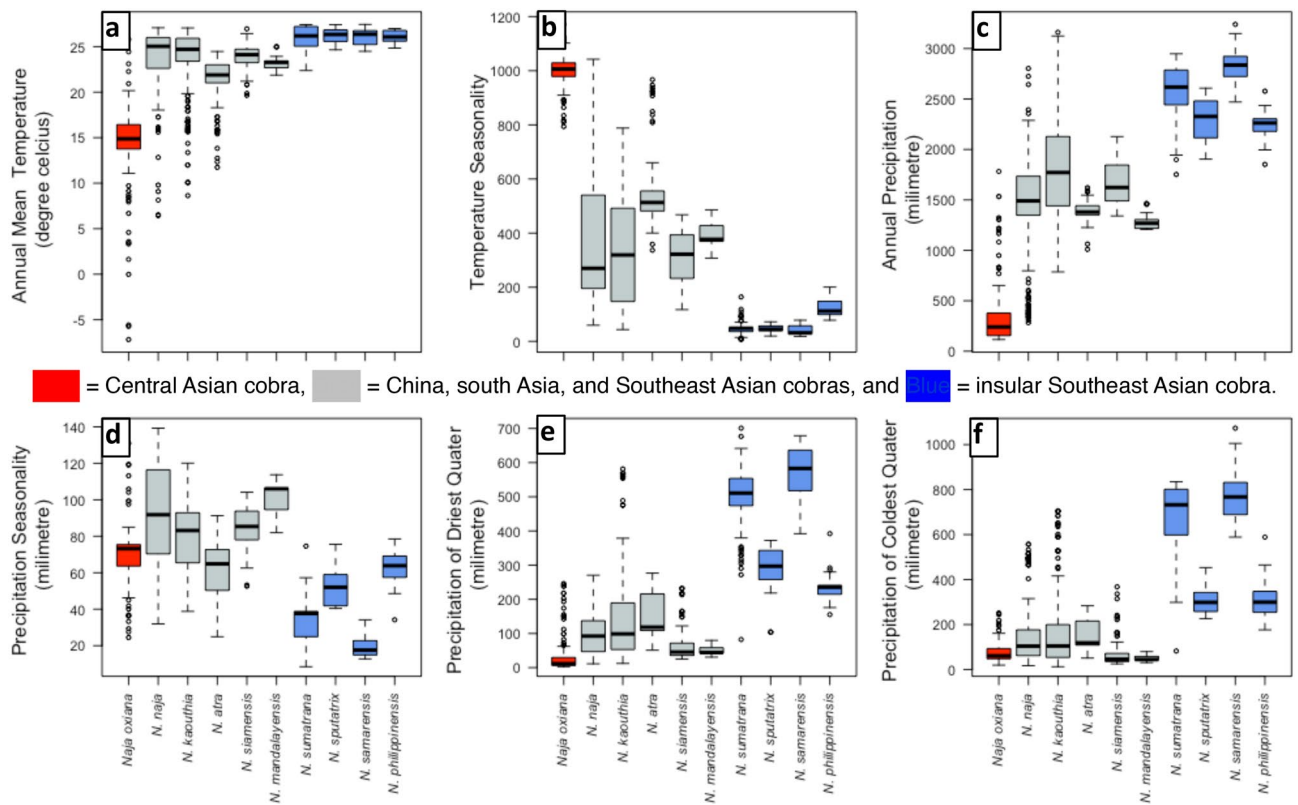 a
Annual Mean Temperature
(degree celcius)
25
20
15
10
5
0
-5
b
Temperature Seasonality
1200
1000
800
600
400
200
0
c
Annual Precipitation
(milimetre)
3000
2500
2000
1500
1000
500
0
= Central Asian cobra, = China, south Asia, and Southeast Asian cobras, and Blue = insular Southeast Asian cobra.
d
Precipitation Seasonality
(milimetre)
140
120
100
80
60
40
20
Naja oxiana
N. naja
N. kaouthia
N. atra
N. siamensis
N. mandalayensis
N. sumatrana
N. sputatrix
N. samarensis
N. philippinensis
e
Precipitation of Driest Quater
(milimetre)
700
600
500
400
300
200
100
0
Naja oxiana
N. naja
N. kaouthia
N. atra
N. siamensis
N. mandalayensis
N. sumatrana
N. sputatrix
N. samarensis
N. philippinensis
f
Precipitation of Coldest Quater
(milimetre)
1000
800
600
400
200
0
Naja oxiana
N. naja
N. kaouthia
N. atra
N. siamensis
N. mandalayensis
N. sumatrana
N. sputatrix
N. samarensis
N. philippinensis